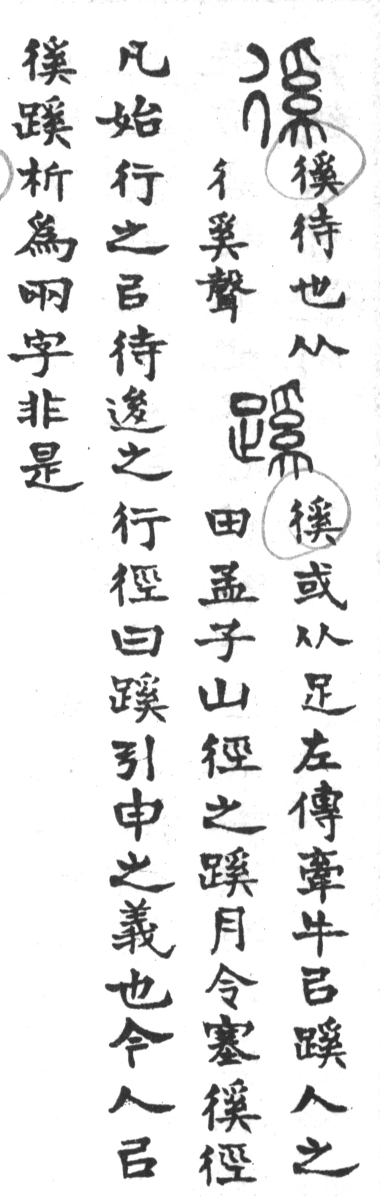 徯
徯待也从
彳奚聲
蹊
徯或从足左傳牽牛㠯蹊人之
田孟子山徑之蹊月令塞徯徑
凡始行之㠯待逡之行徑曰蹊引申之義也今人㠯
徯蹊析爲兩字非是